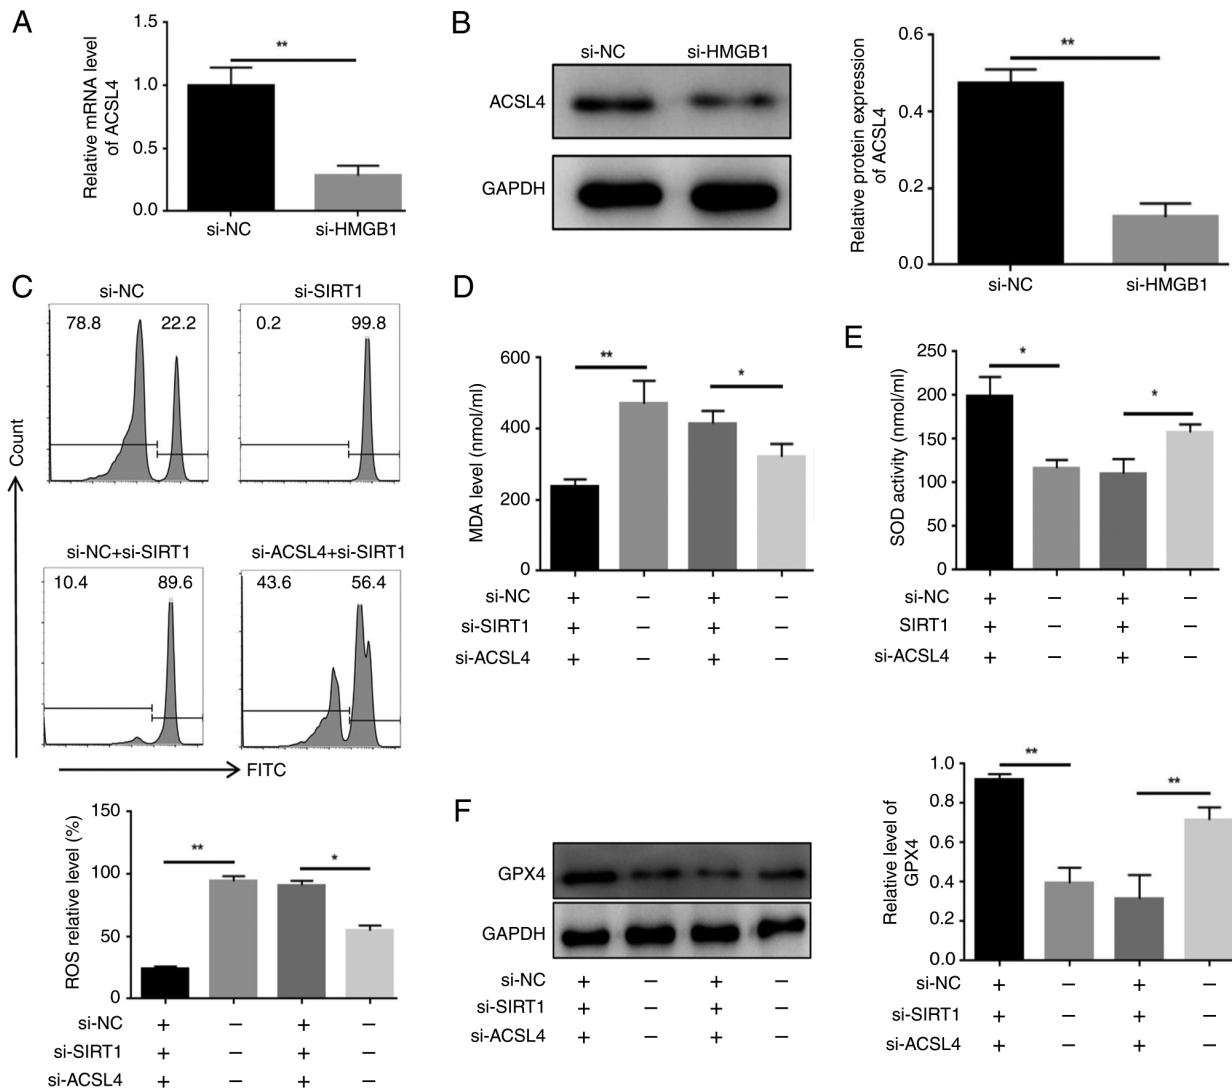 A
Relative mRNA level
of ACSL4
1.5
1.0
0.5
0.0
**
si-NC
si-HMGB1
B
si-NC
si-HMGB1
ACSL4
GAPDH
Relative protein expression
of ACSL4
0.6
0.4
0.2
0.0
**
si-NC
si-HMGB1
C
si-NC
78.8
22.2
si-SIRT1
0.2
99.8
Count
si-NC+si-SIRT1
10.4
89.6
si-ACSL4+si-SIRT1
43.6
56.4
FITC
ROS relative level (%)
150
100
50
0
**
*
si-NC + − + −
si-SIRT1 + − + −
si-ACSL4 + − + −
D
MDA level (nmol/ml)
600
400
200
0
**
*
si-NC + − + −
si-SIRT1 + − + −
si-ACSL4 + − + −
E
SOD activity (nmol/ml)
250
200
150
100
50
0
*
*
si-NC + − + −
SIRT1 + − + −
si-ACSL4 + − + −
F
GPX4
GAPDH
si-NC + − + −
si-SIRT1 + − + −
si-ACSL4 + − + −
Relative level of
GPX4
1.0
0.8
0.6
0.4
0.2
0.0
**
**
si-NC + − + −
si-SIRT1 + − + −
si-ACSL4 + − + −